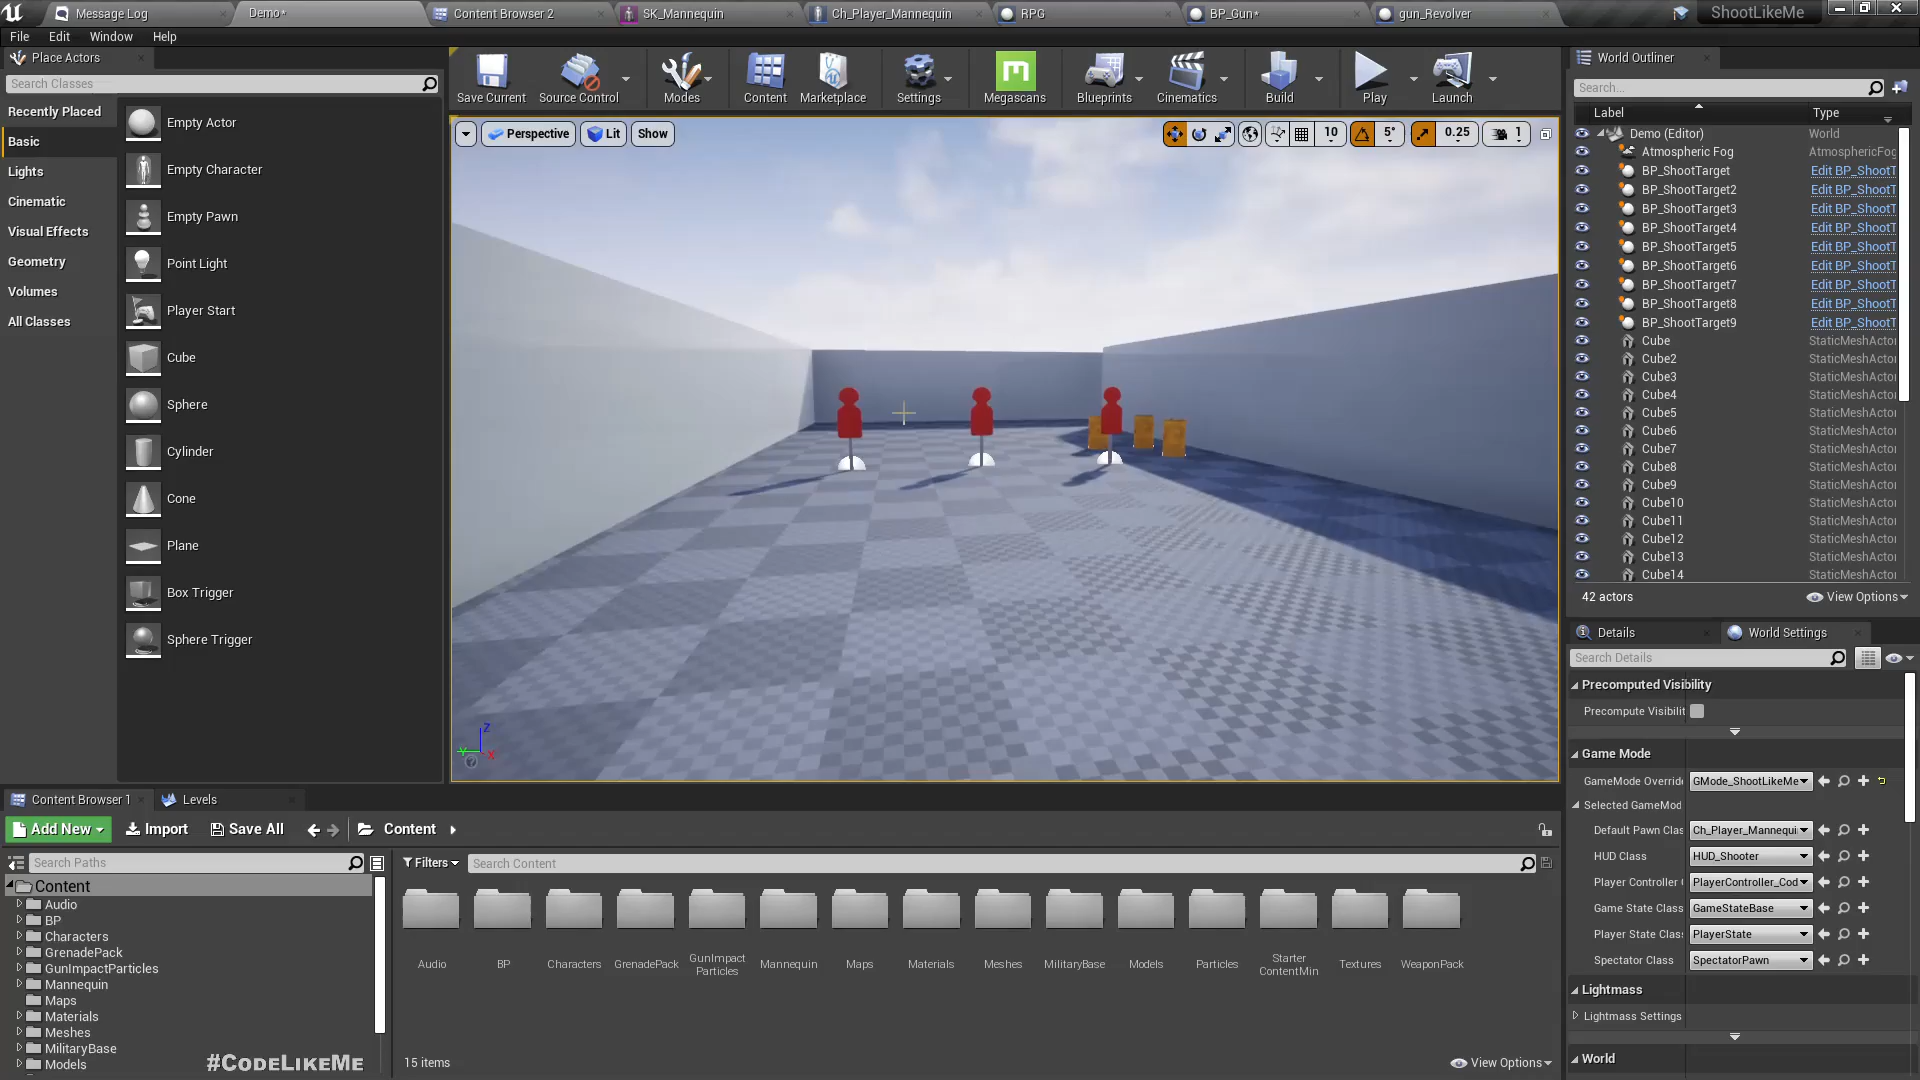 Message Log
Demo*
Content Browser 2
SK_Mannequin
Ch_Player_Mannequin
RPG
BP_Gun*
gun_Revolver
ShootLikeMe
File Edit Window Help
Place Actors
Search Classes
Recently Placed
Basic
Lights
Cinematic
Visual Effects
Geometry
Volumes
All Classes
Empty Actor
Empty Character
Empty Pawn
Point Light
Player Start
Cube
Sphere
Cylinder
Cone
Plane
Box Trigger
Sphere Trigger
Save Current
Source Control
Modes
Content
Marketplace
Settings
Megascans
Blueprints
Cinematics
Build
Play
Launch
Perspective
Lit
Show
10
5°
0.25
1
Z
Y
X
World Outliner
Search...
Label Type
Demo (Editor) World
Atmospheric Fog AtmosphericFog
BP_ShootTarget Edit BP_ShootT
BP_ShootTarget2 Edit BP_ShootT
BP_ShootTarget3 Edit BP_ShootT
BP_ShootTarget4 Edit BP_ShootT
BP_ShootTarget5 Edit BP_ShootT
BP_ShootTarget6 Edit BP_ShootT
BP_ShootTarget7 Edit BP_ShootT
BP_ShootTarget8 Edit BP_ShootT
BP_ShootTarget9 Edit BP_ShootT
Cube StaticMeshActor
Cube2 StaticMeshActor
Cube3 StaticMeshActor
Cube4 StaticMeshActor
Cube5 StaticMeshActor
Cube6 StaticMeshActor
Cube7 StaticMeshActor
Cube8 StaticMeshActor
Cube9 StaticMeshActor
Cube10 StaticMeshActor
Cube11 StaticMeshActor
Cube12 StaticMeshActor
Cube13 StaticMeshActor
Cube14 StaticMeshActor
42 actors
View Options
Details
World Settings
Search Details
Precomputed Visibility
Precompute Visibilit
Game Mode
GameMode Override GMode_ShootLikeMe
Selected GameMod
Default Pawn Clas Ch_Player_Mannequi
HUD Class HUD_Shooter
Player Controller PlayerController_Cod
Game State Class GameStateBase
Player State Clas PlayerState
Spectator Class SpectatorPawn
Lightmass
Lightmass Settings
World
Content Browser 1
Levels
Add New
Import
Save All
Content
Search Paths
Content
Audio
BP
Characters
GrenadePack
GunImpactParticles
Mannequin
Maps
Materials
Meshes
MilitaryBase
Models
#CodeLikeMe
Filters
Search Content
Audio
BP
Characters
GrenadePack
GunImpact
Particles
Mannequin
Maps
Materials
Meshes
MilitaryBase
Models
Particles
Starter
ContentMin
Textures
WeaponPack
15 items
View Options